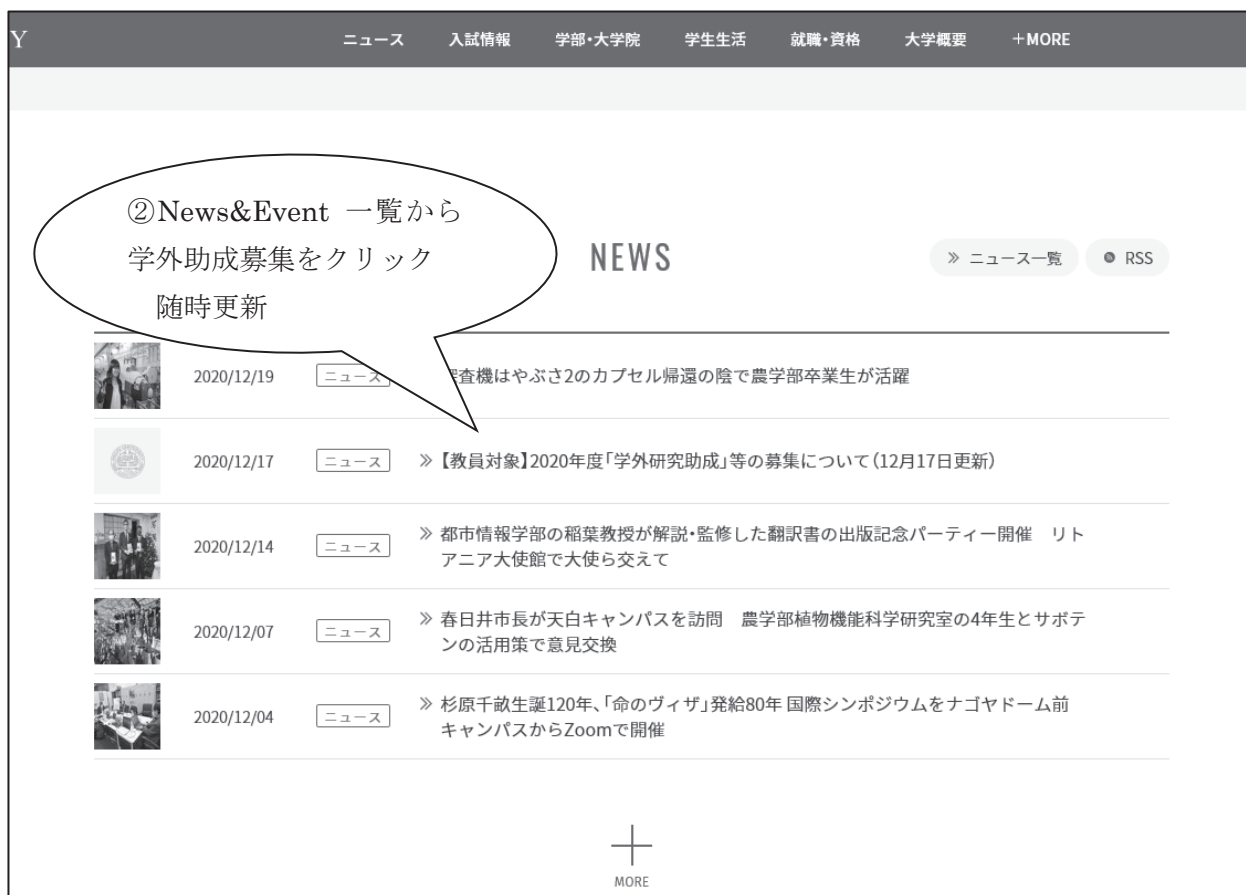 Y
ニュース 入試情報 学部・大学院 学生生活 就職・資格 大学概要 ＋MORE
②News&Event 一覧から
学外助成募集をクリック
随時更新
NEWS
≫ ニュース一覧
RSS
2020/12/19 ニュース 査機はやぶさ2のカプセル帰還の陰で農学部卒業生が活躍
2020/12/17 ニュース ≫【教員対象】2020年度「学外研究助成」等の募集について（12月17日更新）
2020/12/14 ニュース ≫ 都市情報学部の稲葉教授が解説・監修した翻訳書の出版記念パーティー開催　リト
アニア大使館で大使ら交えて
2020/12/07 ニュース ≫ 春日井市長が天白キャンパスを訪問　農学部植物機能科学研究室の4年生とサボテ
ンの活用策で意見交換
2020/12/04 ニュース ≫ 杉原千畝生誕120年、「命のヴィザ」発給80年 国際シンポジウムをナゴヤドーム前
キャンパスからZoomで開催
MORE